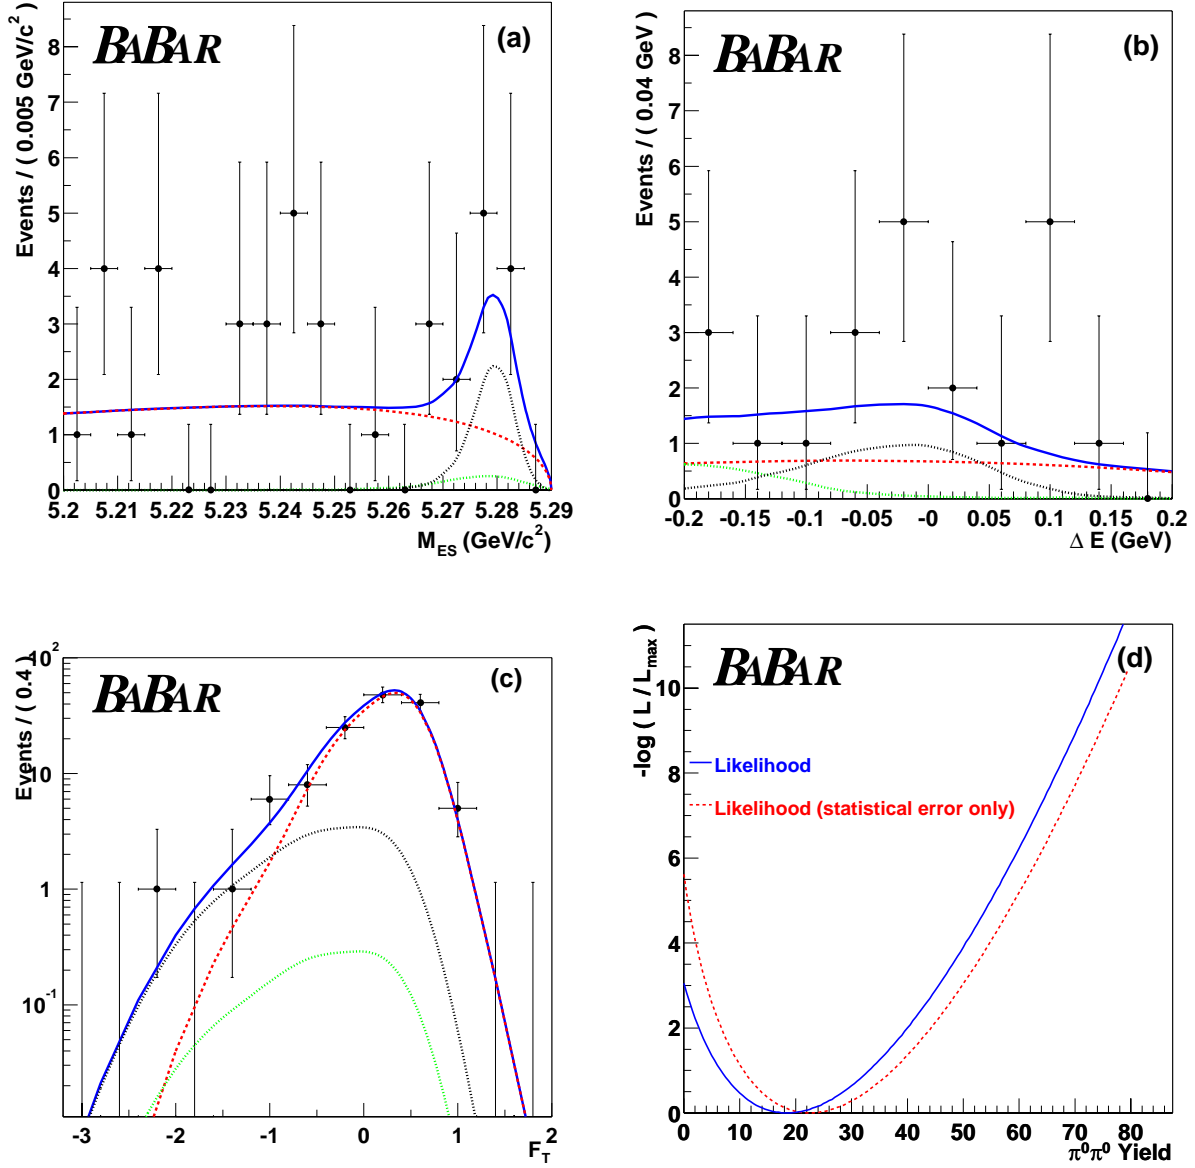 BABAR
(a)
Events / ( 0.005 GeV/c²)
8
7
6
5
4
3
2
1
0
5.2 5.21 5.22 5.23 5.24 5.25 5.26 5.27 5.28 5.29
M_ES (GeV/c²)
BABAR
(b)
Events / ( 0.04 GeV)
8
7
6
5
4
3
2
1
0
-0.2 -0.15 -0.1 -0.05 -0 0.05 0.1 0.15 0.2
Δ E (GeV)
BABAR
(c)
Events / ( 0.4 )
10²
10
1
10⁻¹
-3 -2 -1 0 1 2
F_T
BABAR
(d)
-log ( L / L_max )
10
8
6
4
2
0
Likelihood
Likelihood (statistical error only)
0 10 20 30 40 50 60 70 80
π⁰π⁰ Yield